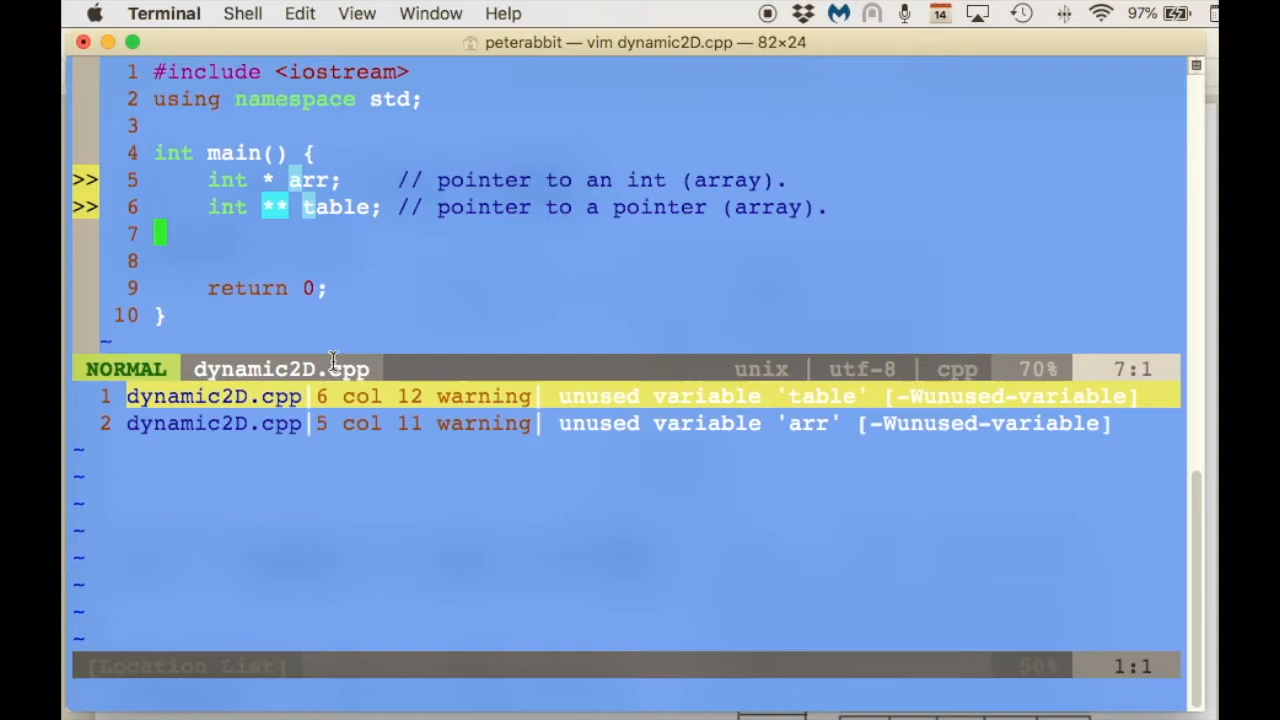 Terminal Shell Edit View Window Help 14 97%
peterabbit — vim dynamic2D.cpp — 82×24
1 #include <iostream>
2 using namespace std;
3
4 int main() {
>> 5 int * arr; // pointer to an int (array).
>> 6 int ** table; // pointer to a pointer (array).
7
8
9 return 0;
10 }
~
NORMAL dynamic2D.cpp unix | utf-8 | cpp 70% 7:1
1 dynamic2D.cpp|6 col 12 warning| unused variable 'table' [-Wunused-variable]
2 dynamic2D.cpp|5 col 11 warning| unused variable 'arr' [-Wunused-variable]
~
~
~
~
~
~
~
~
[Location List] 50% 1:1